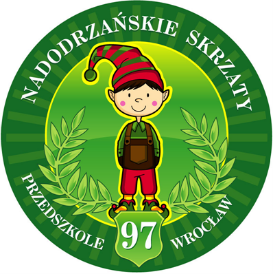 NADODRZAŃSKIE SKRZATY
PRZEDSZKOLE 97 WROCŁAW